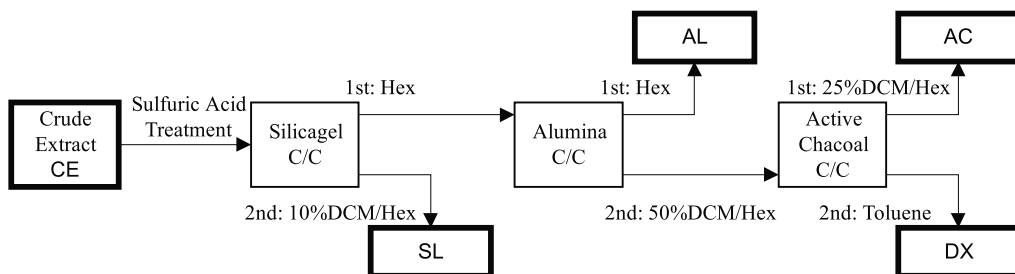 AL
AC
1st: Hex
1st: Hex
1st: 25%DCM/Hex
Crude
Extract
CE
Sulfuric Acid
Treatment
Silicagel
C/C
Alumina
C/C
Active
Chacoal
C/C
2nd: 10%DCM/Hex
2nd: 50%DCM/Hex
2nd: Toluene
SL
DX